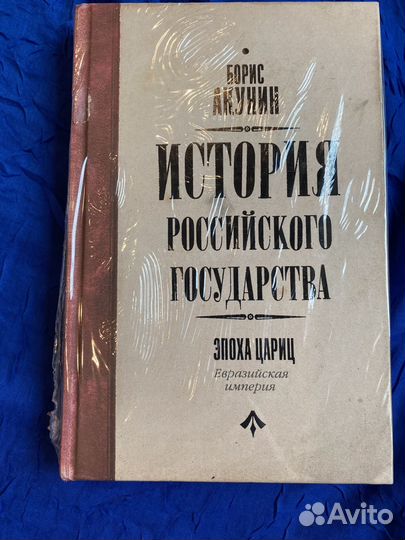 БОРИС
АКУНИН
ИСТОРИЯ
РОССИЙСКОГО
ГОСУДАРСТВА
ЭПОХА ЦАРИЦ
Евразийская
империя
Avito